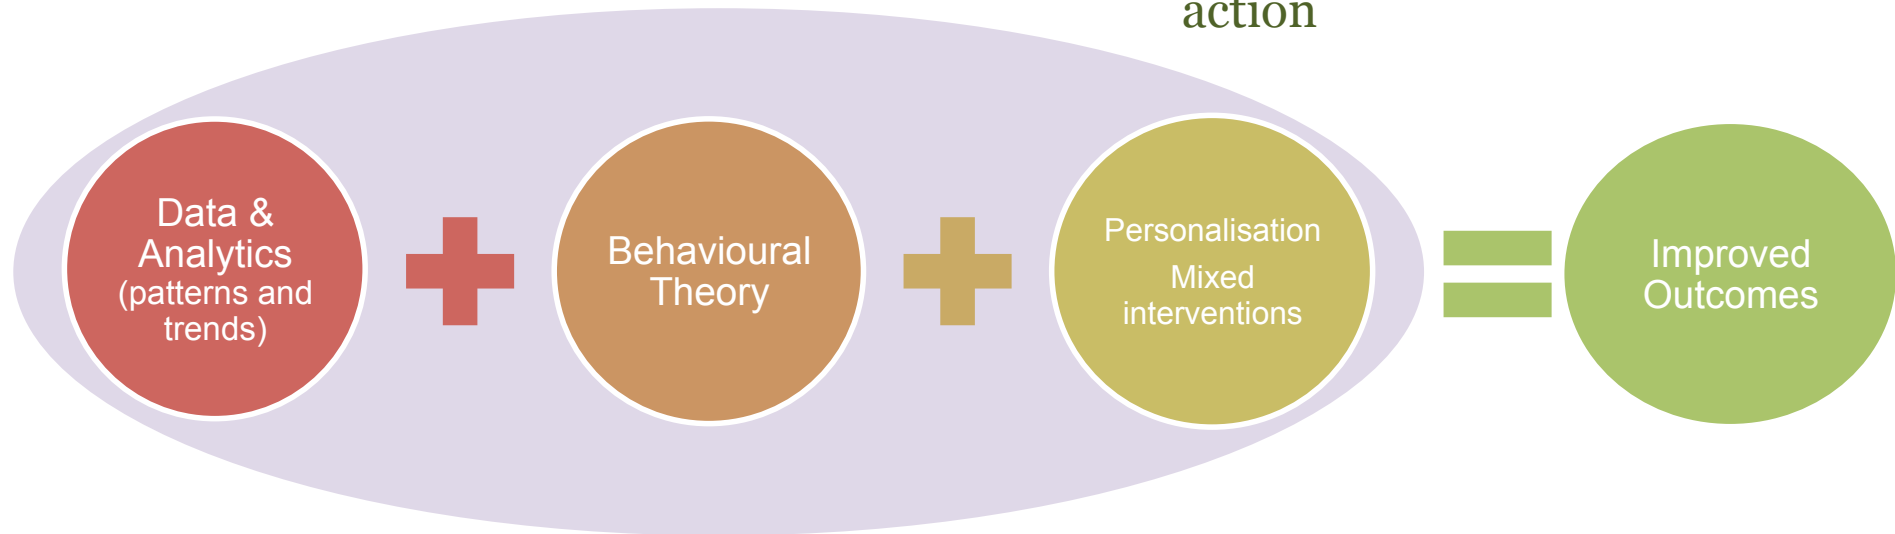 action
Data &
Analytics
(patterns and
trends)
Behavioural
Theory
Personalisation
Mixed
interventions
Improved
Outcomes